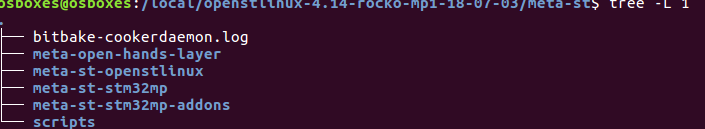 osboxes@osboxes:/local/openstlinux-4.14-rocko-mp1-18-07-03/meta-st$ tree -L 1
.
├── bitbake-cookerdaemon.log
├── meta-open-hands-layer
├── meta-st-openstlinux
├── meta-st-stm32mp
├── meta-st-stm32mp-addons
└── scripts